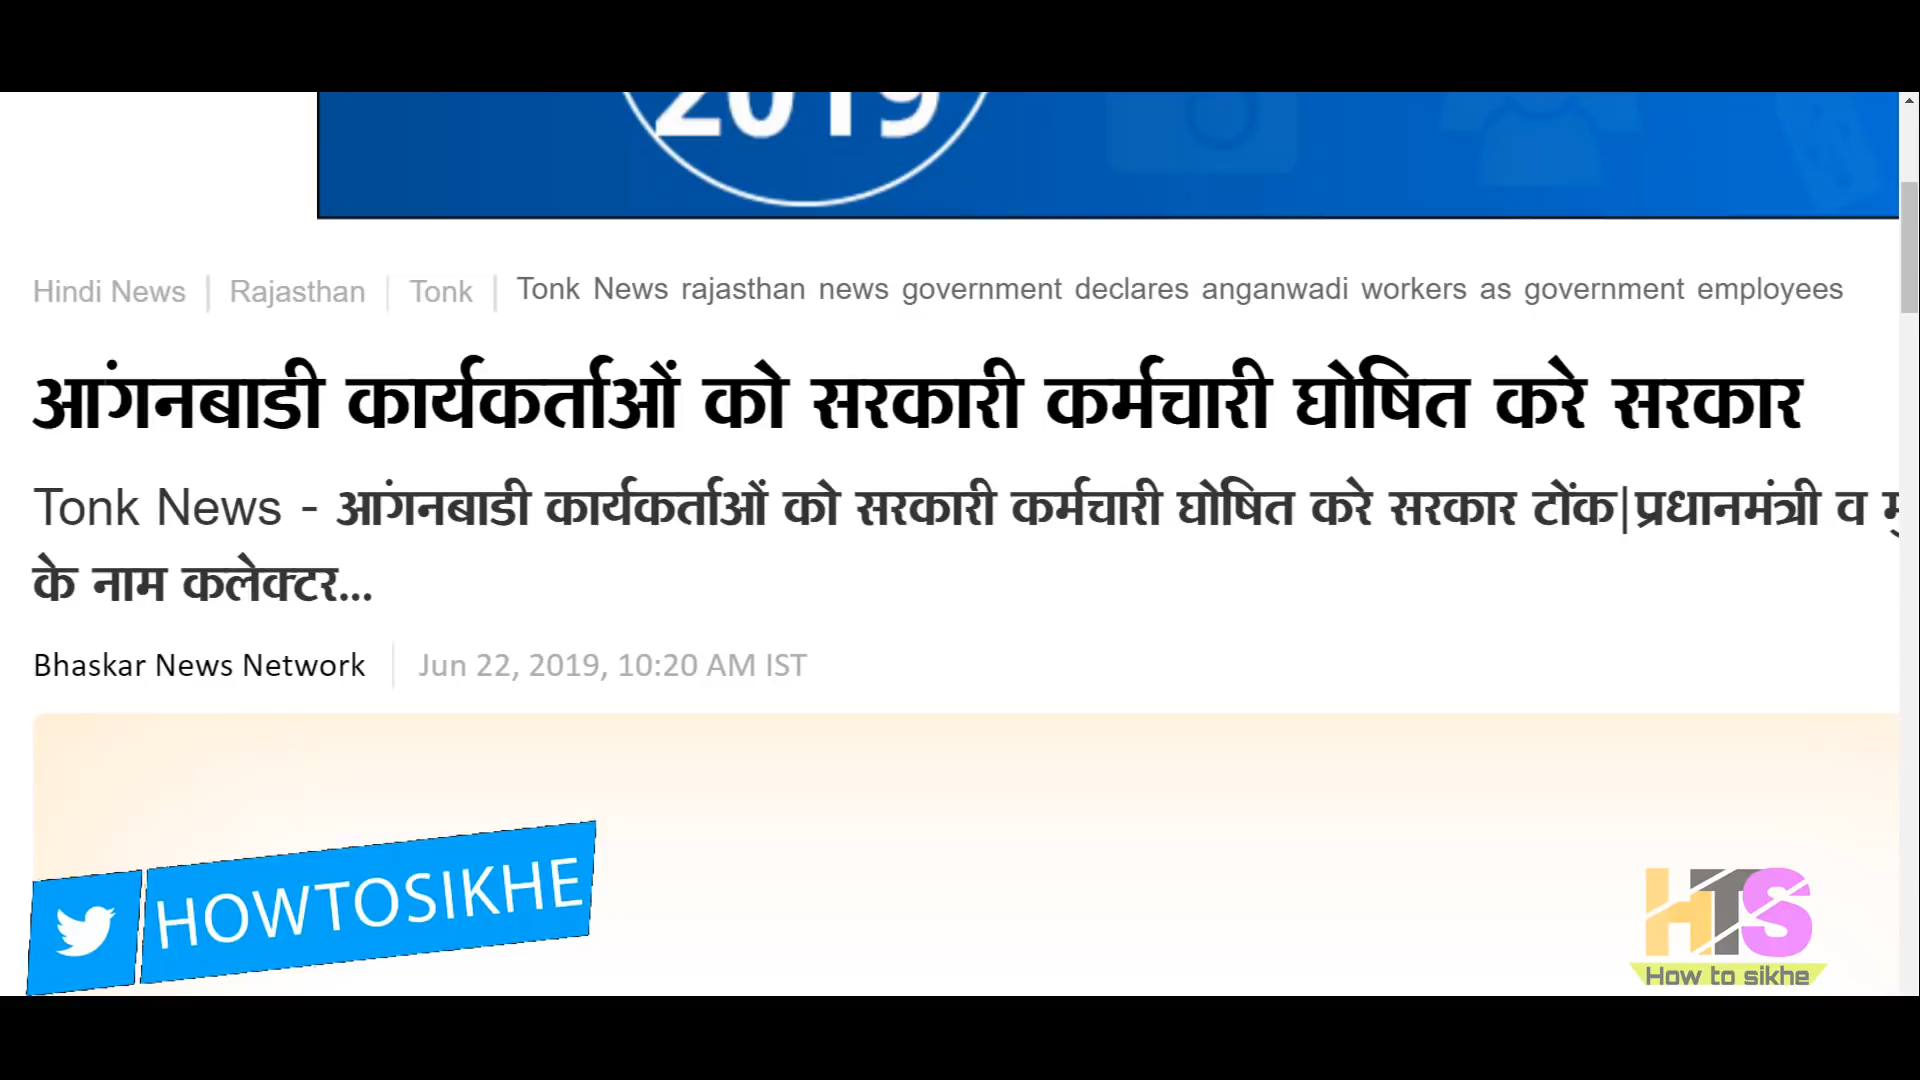 2019
Hindi News | Rajasthan | Tonk | Tonk News rajasthan news government declares anganwadi workers as government employees
आंगनबाडी कार्यकर्ताओं को सरकारी कर्मचारी घोषित करे सरकार
Tonk News - आंगनबाडी कार्यकर्ताओं को सरकारी कर्मचारी घोषित करे सरकार टोंक|प्रधानमंत्री व
के नाम कलेक्टर...
Bhaskar News Network | Jun 22, 2019, 10:20 AM IST
HOWTOSIKHE
HTS
How to sikhe